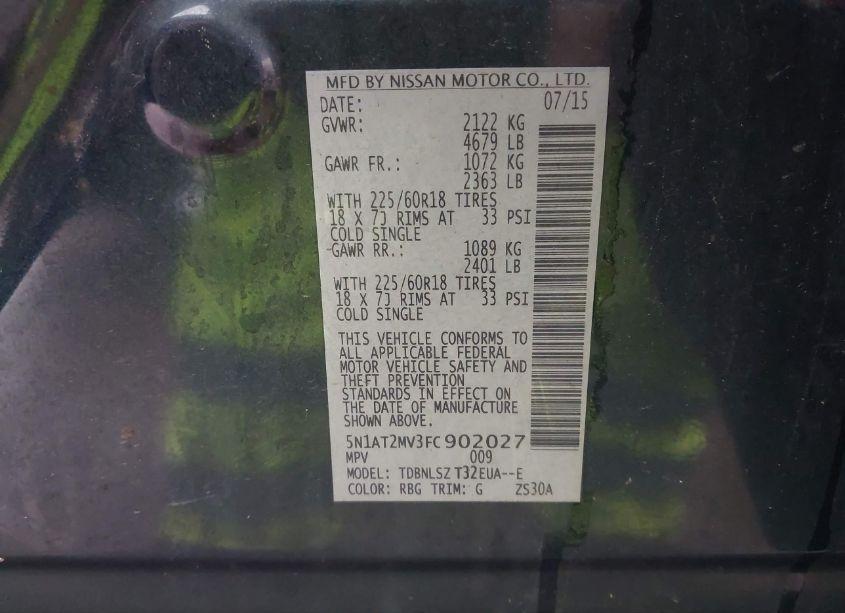 MFD BY NISSAN MOTOR CO., LTD.
DATE: 07/15
GVWR: 2122 KG
4679 LB
GAWR FR.: 1072 KG
2363 LB
WITH 225/60R18 TIRES
18 X 7J RIMS AT 33 PSI
COLD SINGLE
GAWR RR.: 1089 KG
2401 LB
WITH 225/60R18 TIRES
18 X 7J RIMS AT 33 PSI
COLD SINGLE
THIS VEHICLE CONFORMS TO
ALL APPLICABLE FEDERAL
MOTOR VEHICLE SAFETY AND
THEFT PREVENTION
STANDARDS IN EFFECT ON
THE DATE OF MANUFACTURE
SHOWN ABOVE.
5N1AT2MV3FC902027
MPV 009
MODEL: TDBNLSZ T32EUA--E
COLOR: RBG TRIM: G ZS30A